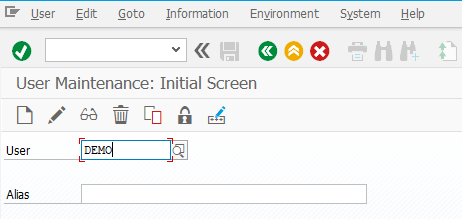 User Edit Goto Information Environment System Help
User Maintenance: Initial Screen
User DEMO
Alias